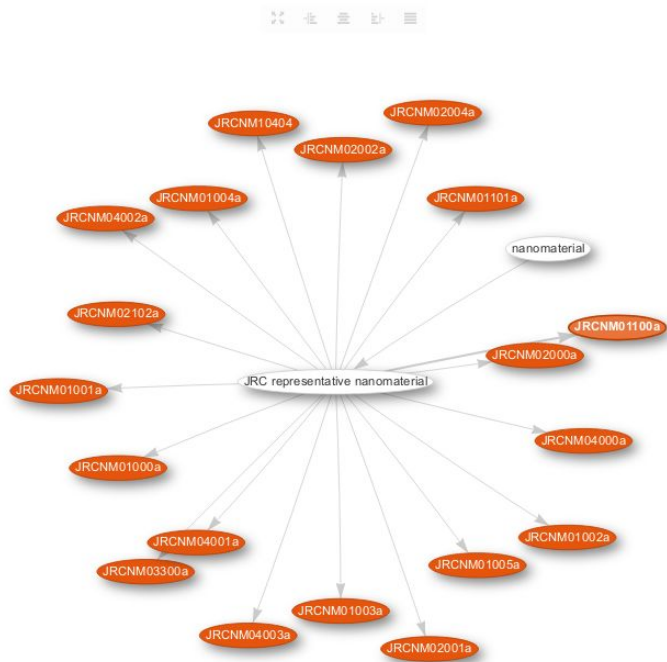 JRCNM02004a
JRCNM10404
JRCNM02002a
JRCNM01004a
JRCNM01101a
JRCNM04002a
nanomaterial
JRCNM02102a
JRCNM01100a
JRCNM02000a
JRC representative nanomaterial
JRCNM01001a
JRCNM04000a
JRCNM01000a
JRCNM01002a
JRCNM04001a
JRCNM01005a
JRCNM03300a
JRCNM01003a
JRCNM04003a
JRCNM02001a